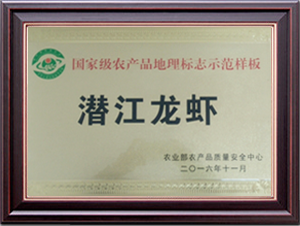 国家级农产品地理标志示范样板
潜江龙虾
农业部农产品质量安全中心
二〇一六年十一月